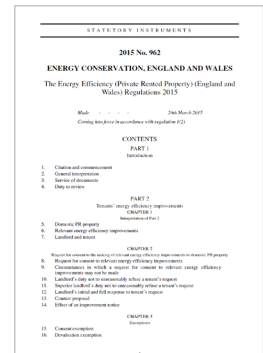 STATUTORY INSTRUMENTS
2015 No. 962
ENERGY CONSERVATION, ENGLAND AND WALES
The Energy Efficiency (Private Rented Property) (England and
Wales) Regulations 2015
Made - - - - 26th March 2015
Coming into force in accordance with regulation 1(2)
CONTENTS
PART 1
Introduction
1. Citation and commencement
2. General interpretation
3. Service of documents
4. Duty to review
PART 2
Tenants' energy efficiency improvements
CHAPTER 1
Interpretation of Part 2
5. Domestic PR property
6. Relevant energy efficiency improvements
7. Landlord and tenant
CHAPTER 2
Request for consent to the making of relevant energy efficiency improvements to domestic PR property
8. Request for consent to relevant energy efficiency improvements
9. Circumstances in which a request for consent to relevant energy efficiency
improvements may not be made
10. Landlord's duty not to unreasonably refuse a tenant's request
11. Superior landlord's duty not to unreasonably refuse a tenant's request
12. Landlord's initial and full response to tenant's request
13. Counter proposal
14. Effect of an improvement notice
CHAPTER 3
Exemptions
15. Consent exemption
16. Devaluation exemption